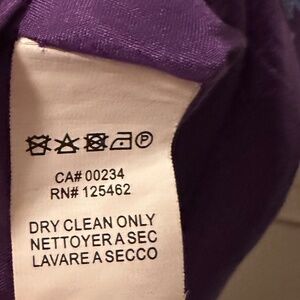 CA# 00234
RN# 125462
DRY CLEAN ONLY
NETTOYER A SEC
LAVARE A SECCO